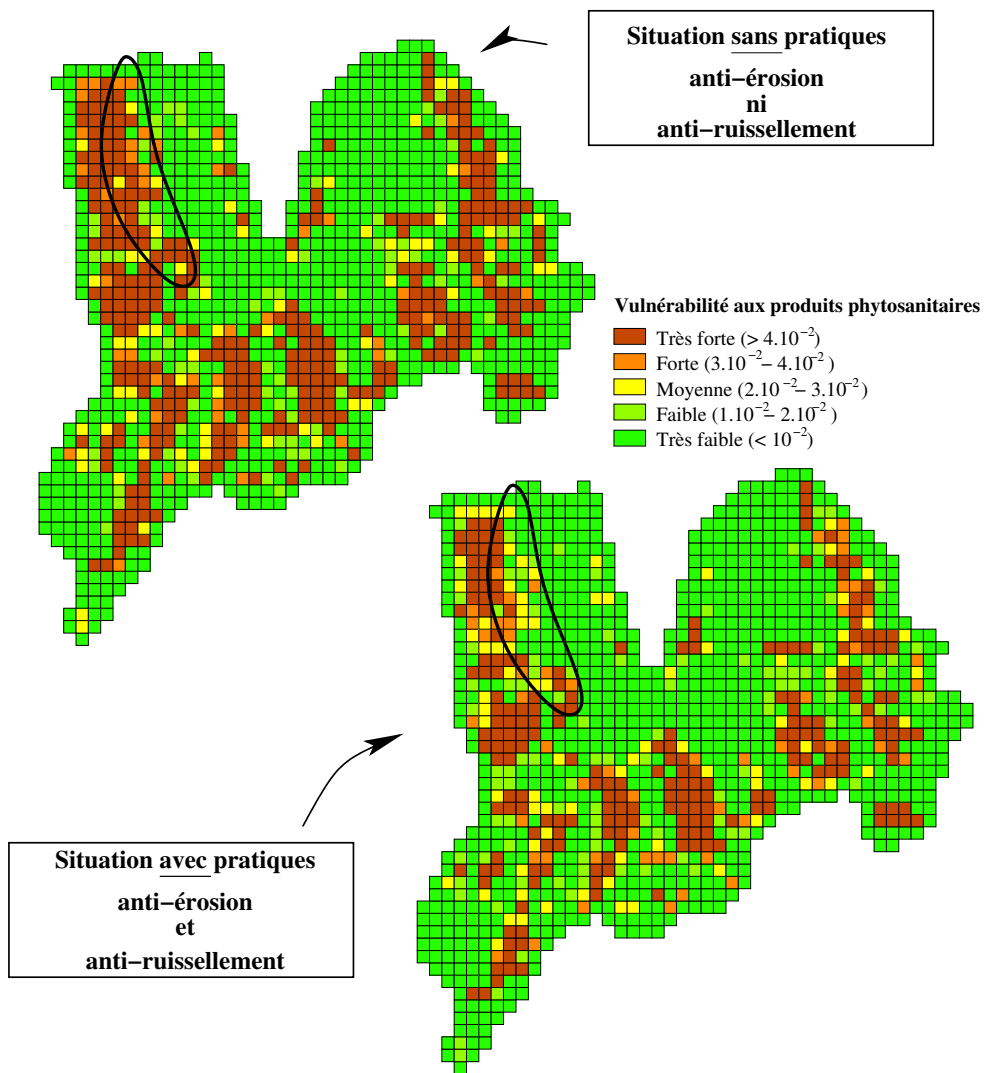 Situation sans pratiques
anti−érosion
ni
anti−ruissellement
Vulnérabilité aux produits phytosanitaires
Très forte (> 4.10⁻²)
Forte (3.10⁻²− 4.10⁻²)
Moyenne (2.10⁻²− 3.10⁻²)
Faible (1.10⁻²− 2.10⁻²)
Très faible (< 10⁻²)
Situation avec pratiques
anti−érosion
et
anti−ruissellement